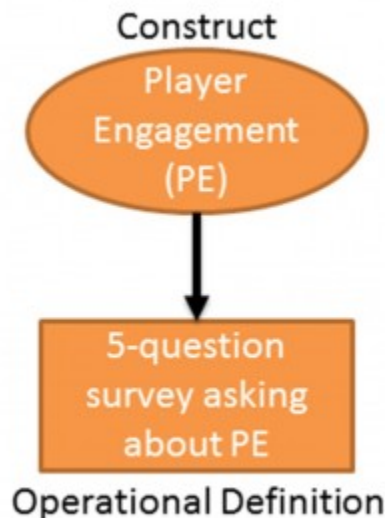 Construct
Player
Engagement
(PE)
5-question
survey asking
about PE
Operational Definition